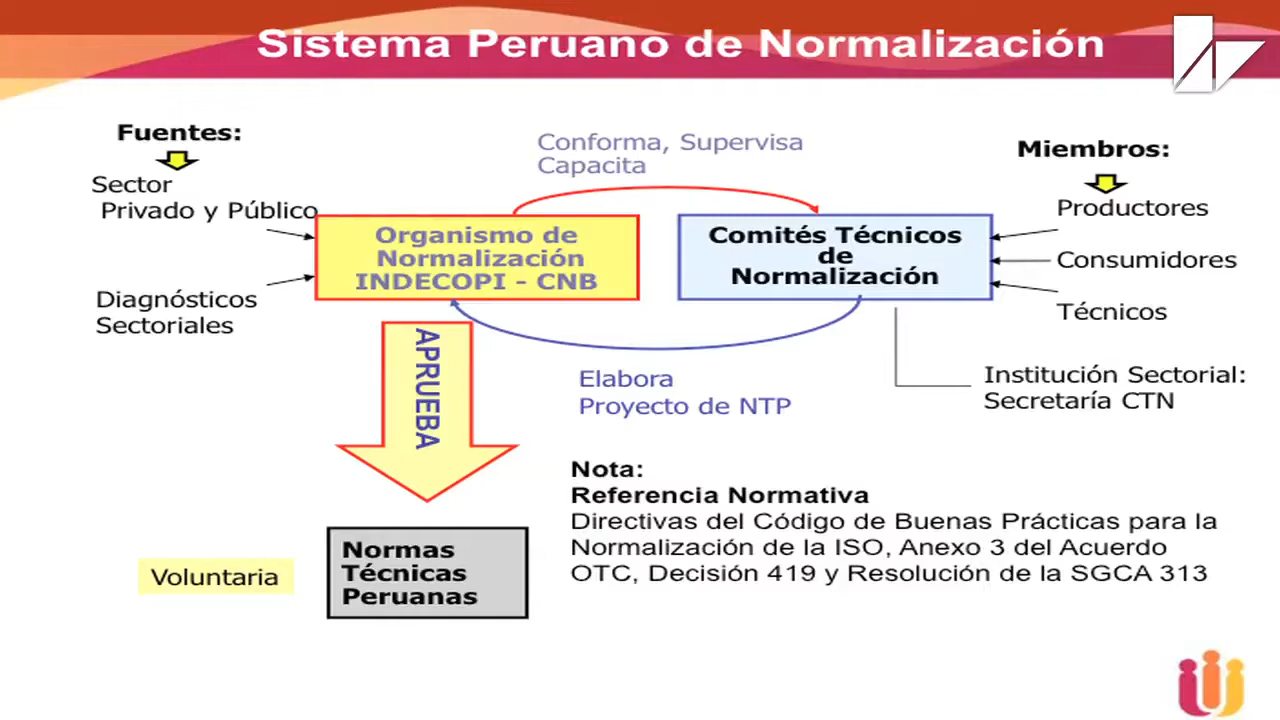 Sistema Peruano de Normalización
Fuentes:
Sector
Privado y Público
Diagnósticos
Sectoriales
Conforma, Supervisa
Capacita
Organismo de
Normalización
INDECOPI - CNB
Comités Técnicos
de
Normalización
Miembros:
Productores
Consumidores
Técnicos
Institución Sectorial:
Secretaría CTN
Elabora
Proyecto de NTP
APRUEBA
Nota:
Referencia Normativa
Directivas del Código de Buenas Prácticas para la
Normalización de la ISO, Anexo 3 del Acuerdo
OTC, Decisión 419 y Resolución de la SGCA 313
Voluntaria
Normas
Técnicas
Peruanas